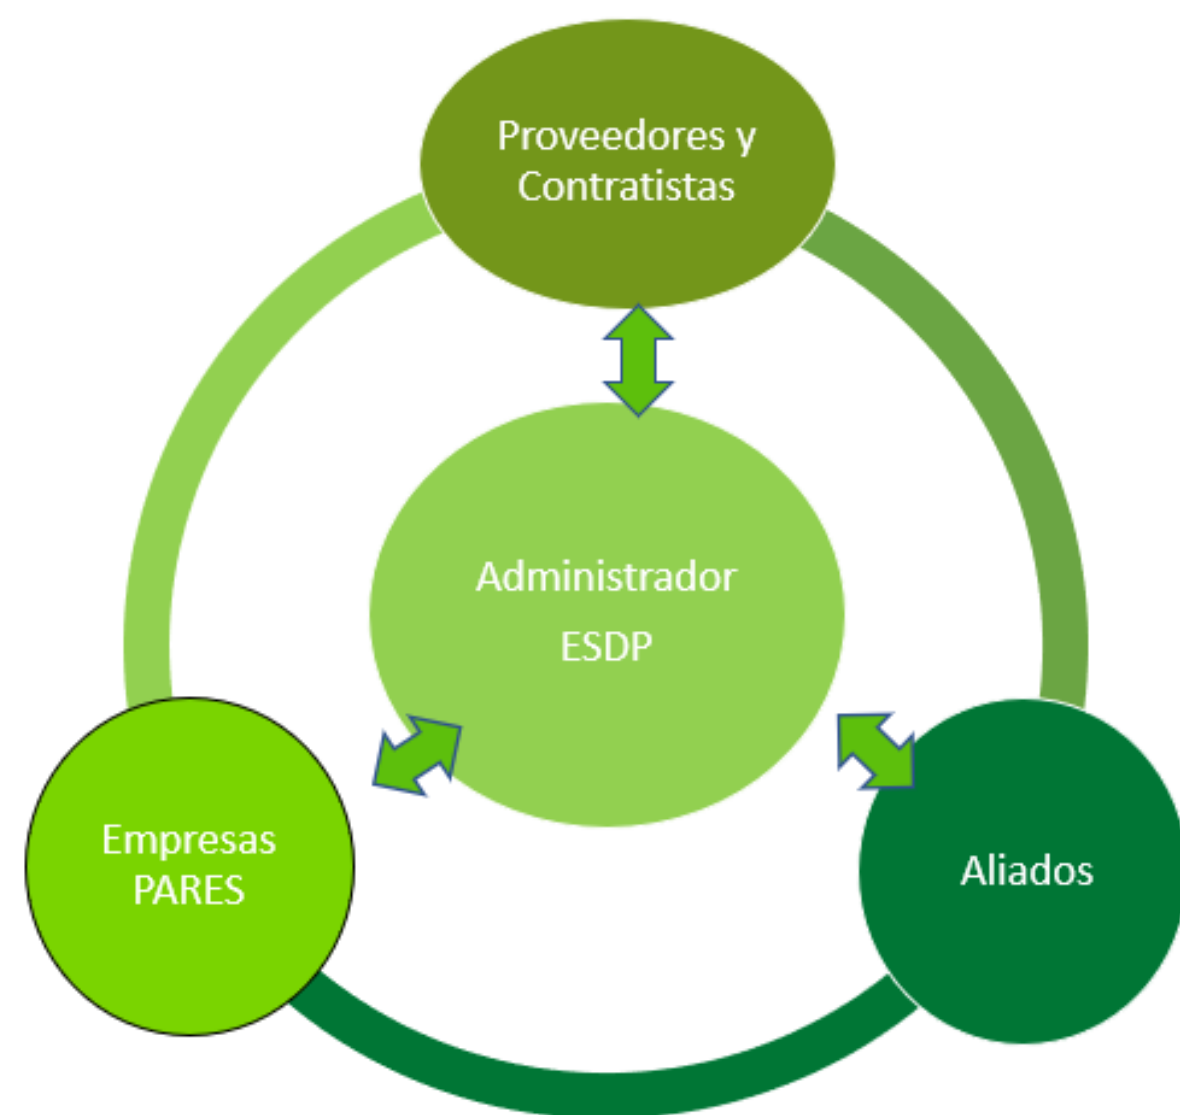 Proveedores y
Contratistas
Administrador
ESDP
Empresas
PARES
Aliados